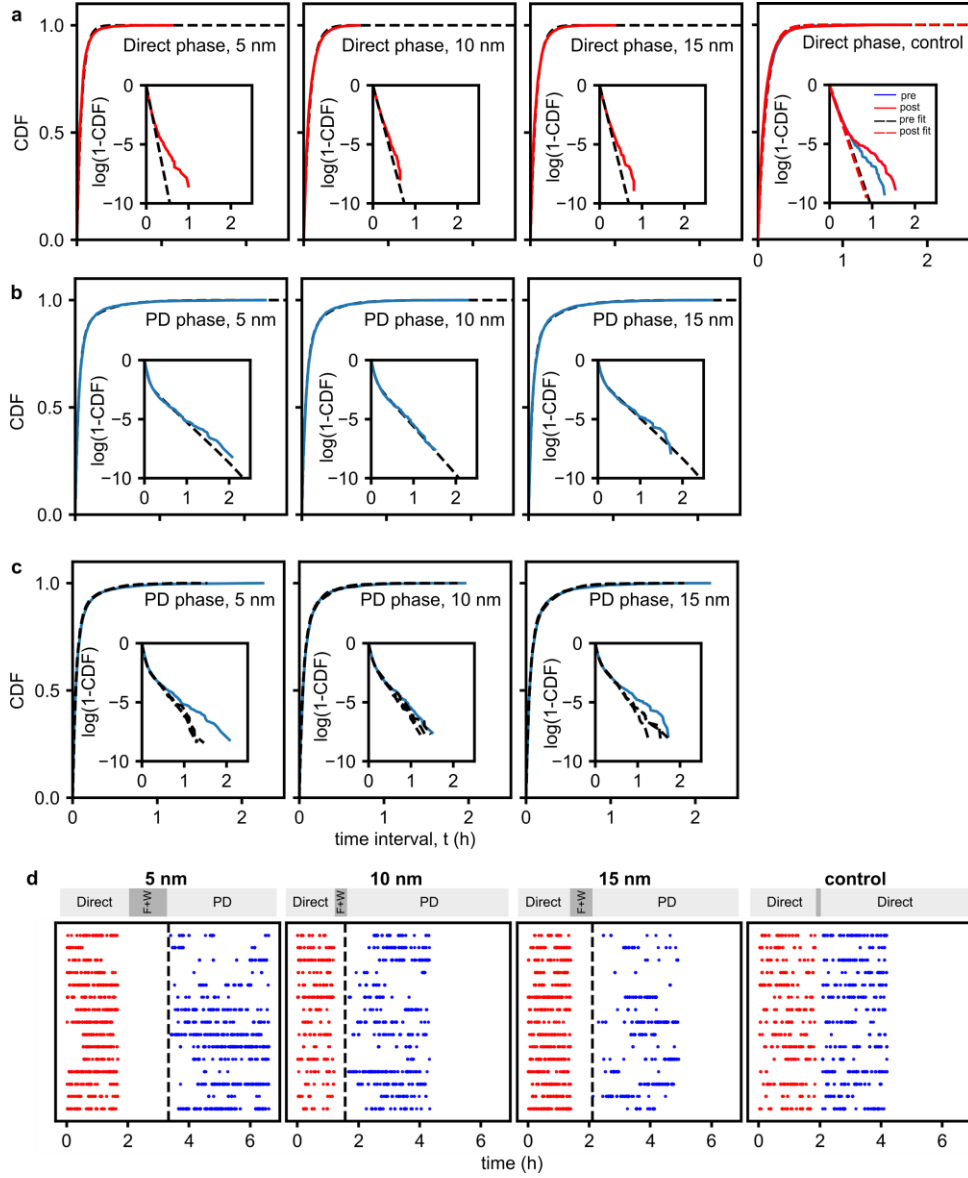 a
CDF
1.0
0.5
0.0
Direct phase, 5 nm
log(1-CDF)
0
−5
−10
0 1 2
Direct phase, 10 nm
log(1-CDF)
0
−5
−10
0 1 2
Direct phase, 15 nm
log(1-CDF)
0
−5
−10
0 1 2
1.0
0.5
0.0
Direct phase, control
log(1-CDF)
0
−5
−10
0 1 2
pre
post
pre fit
post fit
0 1 2
b
CDF
1.0
0.5
0.0
PD phase, 5 nm
log(1-CDF)
0
−5
−10
0 1 2
PD phase, 10 nm
log(1-CDF)
0
−5
−10
0 1 2
PD phase, 15 nm
log(1-CDF)
0
−5
−10
0 1 2
c
CDF
1.0
0.5
0.0
PD phase, 5 nm
log(1-CDF)
0
−5
−10
0 1 2
PD phase, 10 nm
log(1-CDF)
0
−5
−10
0 1 2
PD phase, 15 nm
log(1-CDF)
0
−5
−10
0 1 2
0 1 2
0 1 2
0 1 2
time interval, t (h)
d
5 nm 10 nm 15 nm control
Direct F+W PD Direct F+W PD Direct F+W PD Direct Direct
0 2 4 6 0 2 4 6 0 2 4 6 0 2 4 6
time (h)